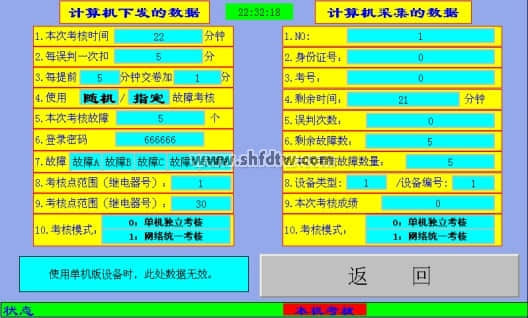 计算机下发的数据
22:32:18
计算机采集的数据
1.本次考核时间 22 分钟
2.每误判一次扣 5 分
3.每提前 5 分钟交卷加 1 分
4.使用 随机 / 指定 故障考核
5.本次考核故障 5 个
6.登录密码 666666
7.故障 故障A 故障B 故障C
8.考核点范围（继电器号）： 1
9.考核点范围（继电器号）： 30
10.考核模式： 0：单机独立考核
1：网络统一考核
1.NO: 1
2.身份证号: 0
3.考号: 0
4.剩余时间: 21 分钟
5.误判次数: 0
6.剩余故障数: 5
故障数量: 5
8.设备类型: 1 /设备编号: 1
9.本次考核成绩 0
10.考核模式: 0：单机独立考核
1：网络统一考核
www.shfdtw.com
使用单机版设备时，此处数据无效。
返 回
状态
本机考核